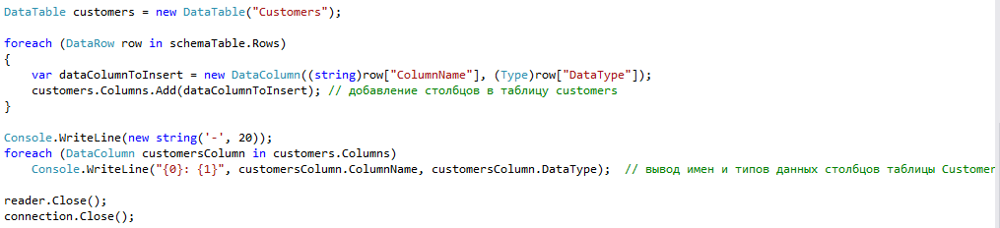 DataTable customers = new DataTable("Customers");
foreach (DataRow row in schemaTable.Rows)
{
var dataColumnToInsert = new DataColumn((string)row["ColumnName"], (Type)row["DataType"]);
customers.Columns.Add(dataColumnToInsert); // добавление столбцов в таблицу customers
}
Console.WriteLine(new string('-', 20));
foreach (DataColumn customersColumn in customers.Columns)
Console.WriteLine("{0}: {1}", customersColumn.ColumnName, customersColumn.DataType); // вывод имен и типов данных столбцов таблицы Customer
reader.Close();
connection.Close();